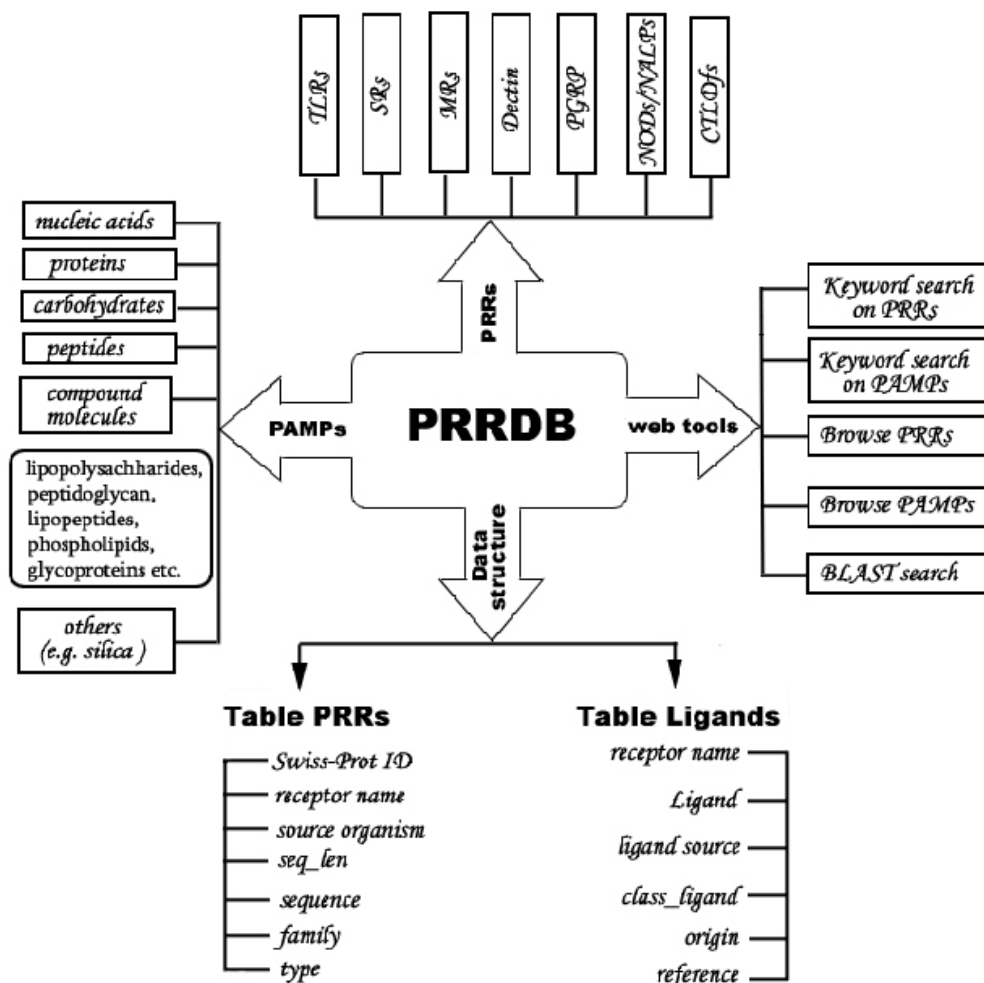 TLRs
SRs
MRs
Dectin
PGRP
NODs/NALPs
CTLDfs
PRRs
nucleic acids
proteins
carbohydrates
peptides
compound
molecules
lipopolysachharides,
peptidoglycan,
lipopeptides,
phospholipids,
glycoproteins etc.
others
(e.g. silica )
PAMPs
PRRDB
web tools
Keyword search
on PRRs
Keyword search
on PAMPs
Browse PRRs
Browse PAMPs
BLAST search
Data
structure
Table PRRs
Swiss-Prot ID
receptor name
source organism
seq_len
sequence
family
type
Table Ligands
receptor name
Ligand
ligand source
class_ligand
origin
reference